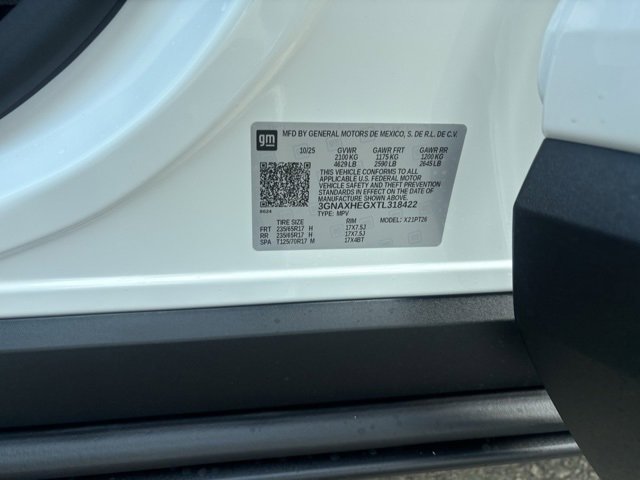 gm MFD BY GENERAL MOTORS DE MEXICO, S. DE R.L. DE C.V.
10/25 GVWR GAWR FRT GAWR RR
2100 KG 1175 KG 1200 KG
4629 LB 2590 LB 2645 LB
THIS VEHICLE CONFORMS TO ALL
APPLICABLE U.S. FEDERAL MOTOR
VEHICLE SAFETY AND THEFT PREVENTION
STANDARDS IN EFFECT ON THE DATE OF
MANUFACTURE SHOWN ABOVE.
3GNAXHEGXTL318422
TYPE: MPV MODEL: X21PT26
TIRE SIZE RIM
FRT 235/65R17 H 17X7.5J
RR 235/65R17 H 17X7.5J
SPA T125/70R17 M 17X4BT